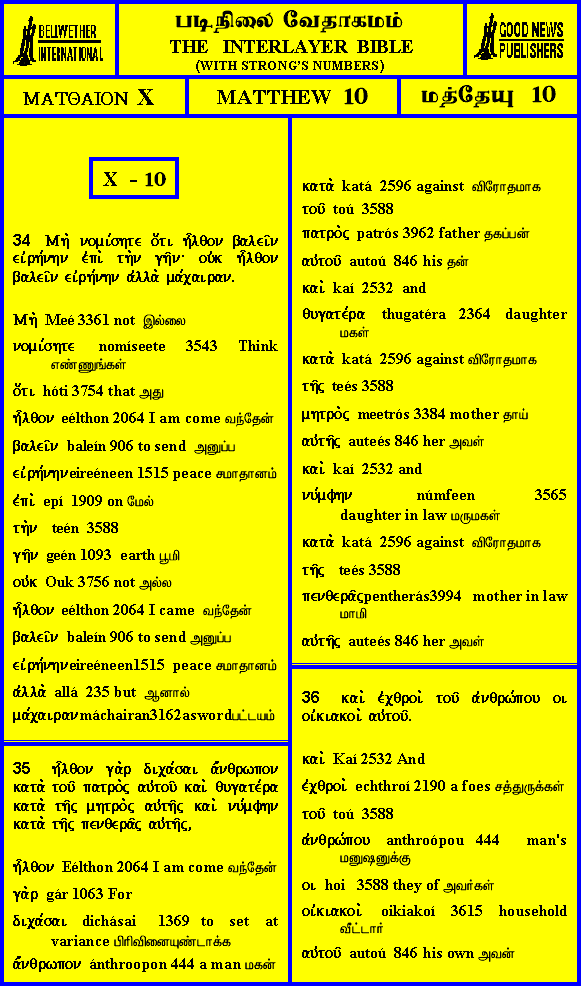 BELLWETHER
INTERNATIONAL
படிநிலை வேதாகமம்
THE INTERLAYER BIBLE
(WITH STRONG'S NUMBERS)
GOOD NEWS
PUBLISHERS
ΜΑΤΘΑΙΟΝ X
MATTHEW 10
மத்தேயு 10
X - 10
34 Μὴ νομίσητε ὅτι ἦλθον βαλεῖν
εἰρήνην ἐπὶ τὴν γῆν· οὐκ ἦλθον
βαλεῖν εἰρήνην ἀλλὰ μάχαιραν.
Μὴ Meé 3361 not இல்லை
νομίσητε nomíseete 3543 Think
எண்ணுங்கள்
ὅτι hóti 3754 that அது
ἦλθον eélthon 2064 I am come வந்தேன்
βαλεῖν baleín 906 to send அனுப்ப
εἰρήνην eireéneen 1515 peace சமாதானம்
ἐπὶ epí 1909 on மேல்
τὴν teén 3588
γῆν geén 1093 earth பூமி
οὐκ Ouk 3756 not அல்ல
ἦλθον eélthon 2064 I came வந்தேன்
βαλεῖν baleín 906 to send அனுப்ப
εἰρήνην eireéneen1515 peace சமாதானம்
ἀλλὰ allá 235 but ஆனால்
μάχαιραν máchairan3162 a sword பட்டயம்
35 ἦλθον γὰρ διχάσαι ἄνθρωπον
κατὰ τοῦ πατρὸς αὐτοῦ καὶ θυγατέρα
κατὰ τῆς μητρὸς αὐτῆς καὶ νύμφην
κατὰ τῆς πενθερᾶς αὐτῆς,
ἦλθον Eélthon 2064 I am come வந்தேன்
γὰρ gár 1063 For
διχάσαι dichásai 1369 to set at
variance பிரிவினையுண்டாக்க
ἄνθρωπον ánthroopon 444 a man மகன்
κατὰ katá 2596 against விரோதமாக
τοῦ toú 3588
πατρὸς patrós 3962 father தகப்பன்
αὐτοῦ autoú 846 his தன்
καὶ kaí 2532 and
θυγατέρα thugatéra 2364 daughter
மகள்
κατὰ katá 2596 against விரோதமாக
τῆς teés 3588
μητρὸς meetrós 3384 mother தாய்
αὐτῆς auteés 846 her அவள்
καὶ kaí 2532 and
νύμφην númfeen 3565
daughter in law மருமகள்
κατὰ katá 2596 against விரோதமாக
τῆς teés 3588
πενθερᾶς pentherás3994 mother in law
மாமி
αὐτῆς auteés 846 her அவள்
36 καὶ ἐχθροὶ τοῦ ἀνθρώπου οι
οἰκιακοὶ αὐτοῦ.
καὶ Kaí 2532 And
ἐχθροὶ echthroí 2190 a foes சத்துருக்கள்
τοῦ toú 3588
ἀνθρώπου anthroópou 444 man's
மனுஷனுக்கு
οι hoi 3588 they of அவர்கள்
οἰκιακοὶ oikiakoí 3615 household
வீட்டார்
αὐτοῦ autoú 846 his own அவன்